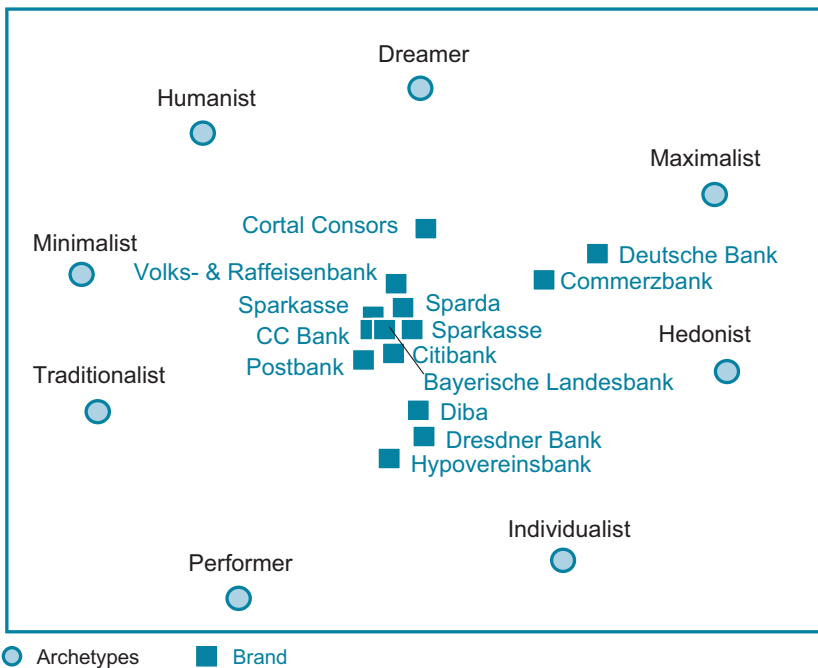 Dreamer
Humanist
Maximalist
Cortal Consors
Minimalist
Deutsche Bank
Volks- & Raffeisenbank
Commerzbank
Sparkasse
Sparda
CC Bank
Sparkasse
Hedonist
Postbank
Citibank
Traditionalist
Bayerische Landesbank
Diba
Dresdner Bank
Hypovereinsbank
Individualist
Performer
Archetypes
Brand